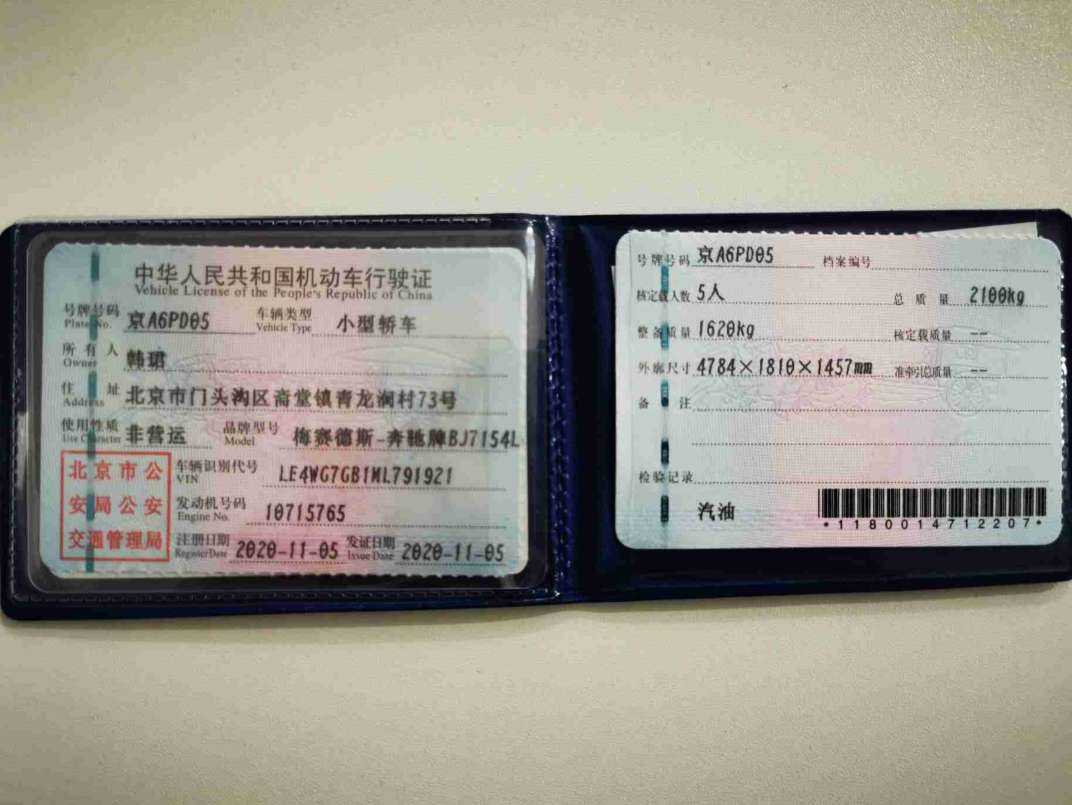 中华人民共和国机动车行驶证
Vehicle License of the People's Republic of China
号牌号码 京A6PD05 车辆类型 小型轿车
Plate No. Vehicle Type
所有人 韩珺
Owner
住址 北京市门头沟区斋堂镇青龙涧村73号
Address
使用性质 非营运 品牌型号 梅赛德斯-奔驰牌BJ7154L
Use Character Model
车辆识别代号 LE4WG7GB1ML791921
VIN
发动机号码 10715765
Engine No.
注册日期 2020-11-05 发证日期 2020-11-05
Register Date Issue Date
北京市公
安局公安
交通管理局
号牌号码 京A6PD05 档案编号
核定载人数 5人 总质量 2100kg
整备质量 1620kg 核定载质量 --
外廓尺寸 4784×1810×1457mm 准牵引总质量 --
备注
检验记录
汽油
*1180014712207*